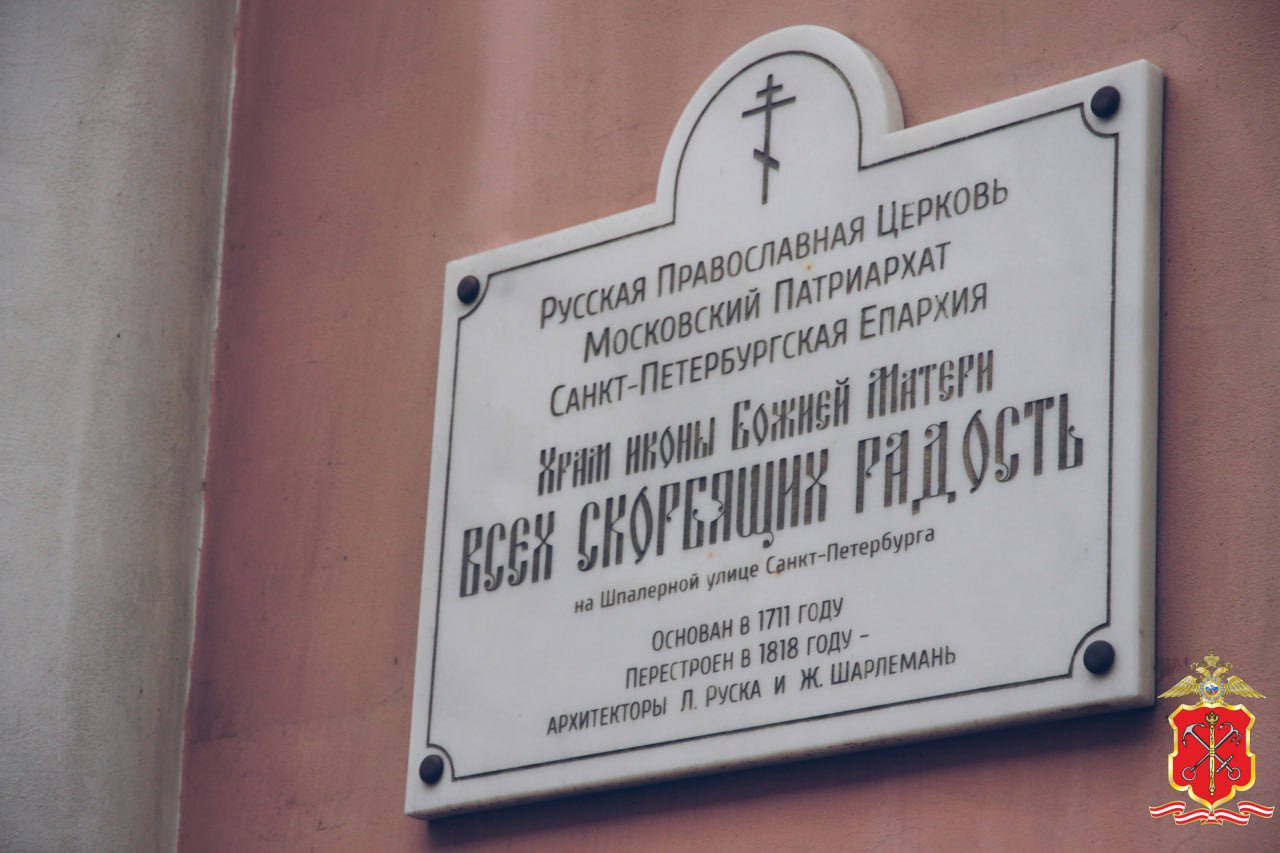 Русская Православная Церковь
Московский Патриархат
Санкт-Петербургская Епархия
Храм иконы Божией Матери
ВСЕХ СКОРБЯЩИХ РАДОСТЬ
на Шпалерной улице Санкт-Петербурга
ОСНОВАН В 1711 ГОДУ
ПЕРЕСТРОЕН В 1818 ГОДУ –
АРХИТЕКТОРЫ Л. РУСКА И Ж. ШАРЛЕМАНЬ